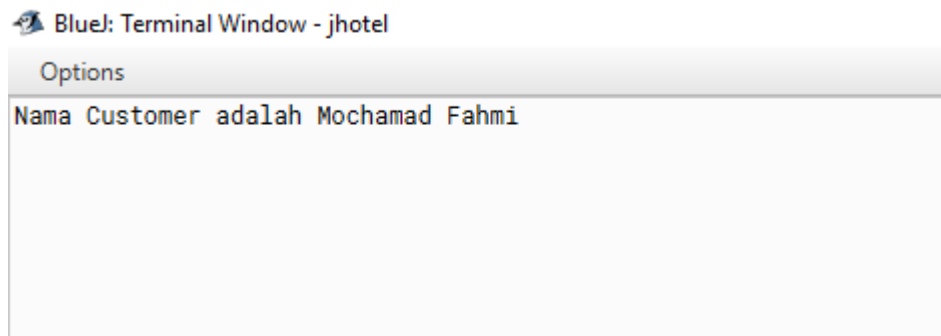 BlueJ: Terminal Window - jhotel
Options
Nama Customer adalah Mochamad Fahmi